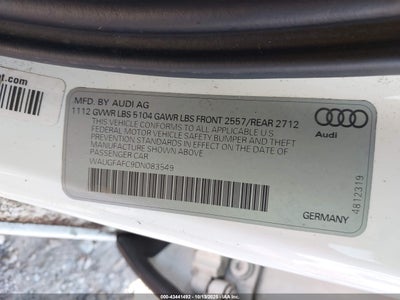 nt.com
MFD. BY AUDI AG
1112 GVWR LBS 5104 GAWR LBS FRONT 2557/REAR 2712
THIS VEHICLE CONFORMS TO ALL APPLICABLE U.S.
FEDERAL MOTOR VEHICLE SAFETY BUMPER AND THEFT
PREVENTION STANDARDS IN EFFECT ON THE DATE OF
MANUFACTURE SHOWN ABOVE.
WAUGFAFC9DN083549
PASSENGER CAR
Audi
4812319
GERMANY
000-43441492 - 10/13/2025 - IAA Inc.